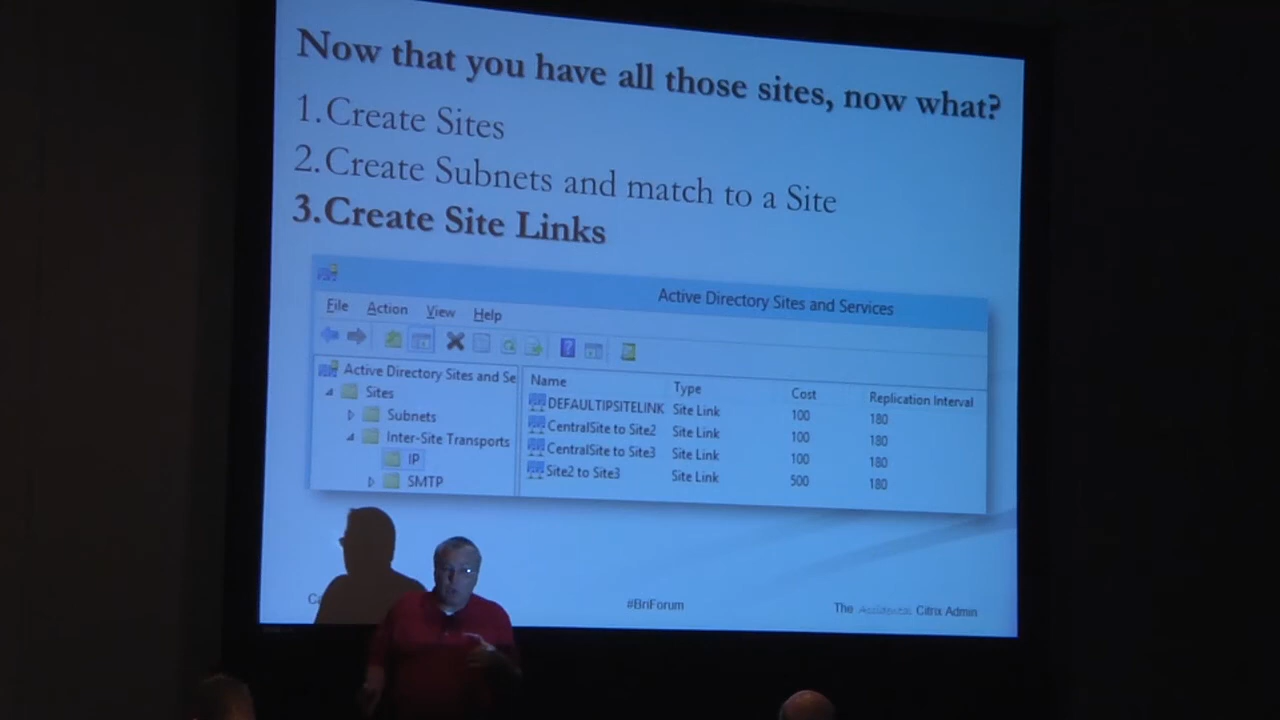 Now that you have all those sites, now what?
1.Create Sites
2.Create Subnets and match to a Site
3.Create Site Links
Active Directory Sites and Services
File Action View Help
Active Directory Sites and Se
Sites
Subnets
Inter-Site Transports
IP
SMTP
Name Type Cost Replication Interval
DEFAULTIPSITELINK Site Link 100 180
CentralSite to Site2 Site Link 100 180
CentralSite to Site3 Site Link 100 180
Site2 to Site3 Site Link 500 180
#BriForum
The Accidental Citrix Admin